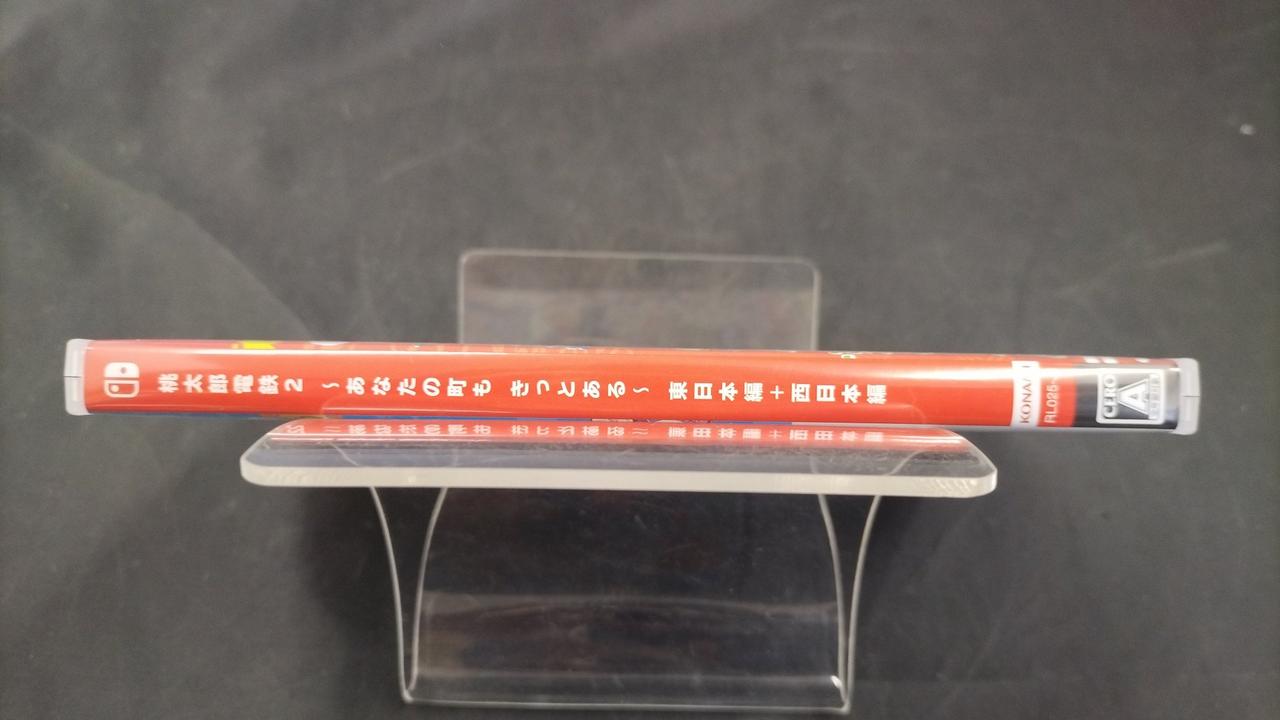 桃太郎電鉄2 ~あなたの町も きっとある~ 東日本編+西日本編
KONAMI
RL025-
CERO
A